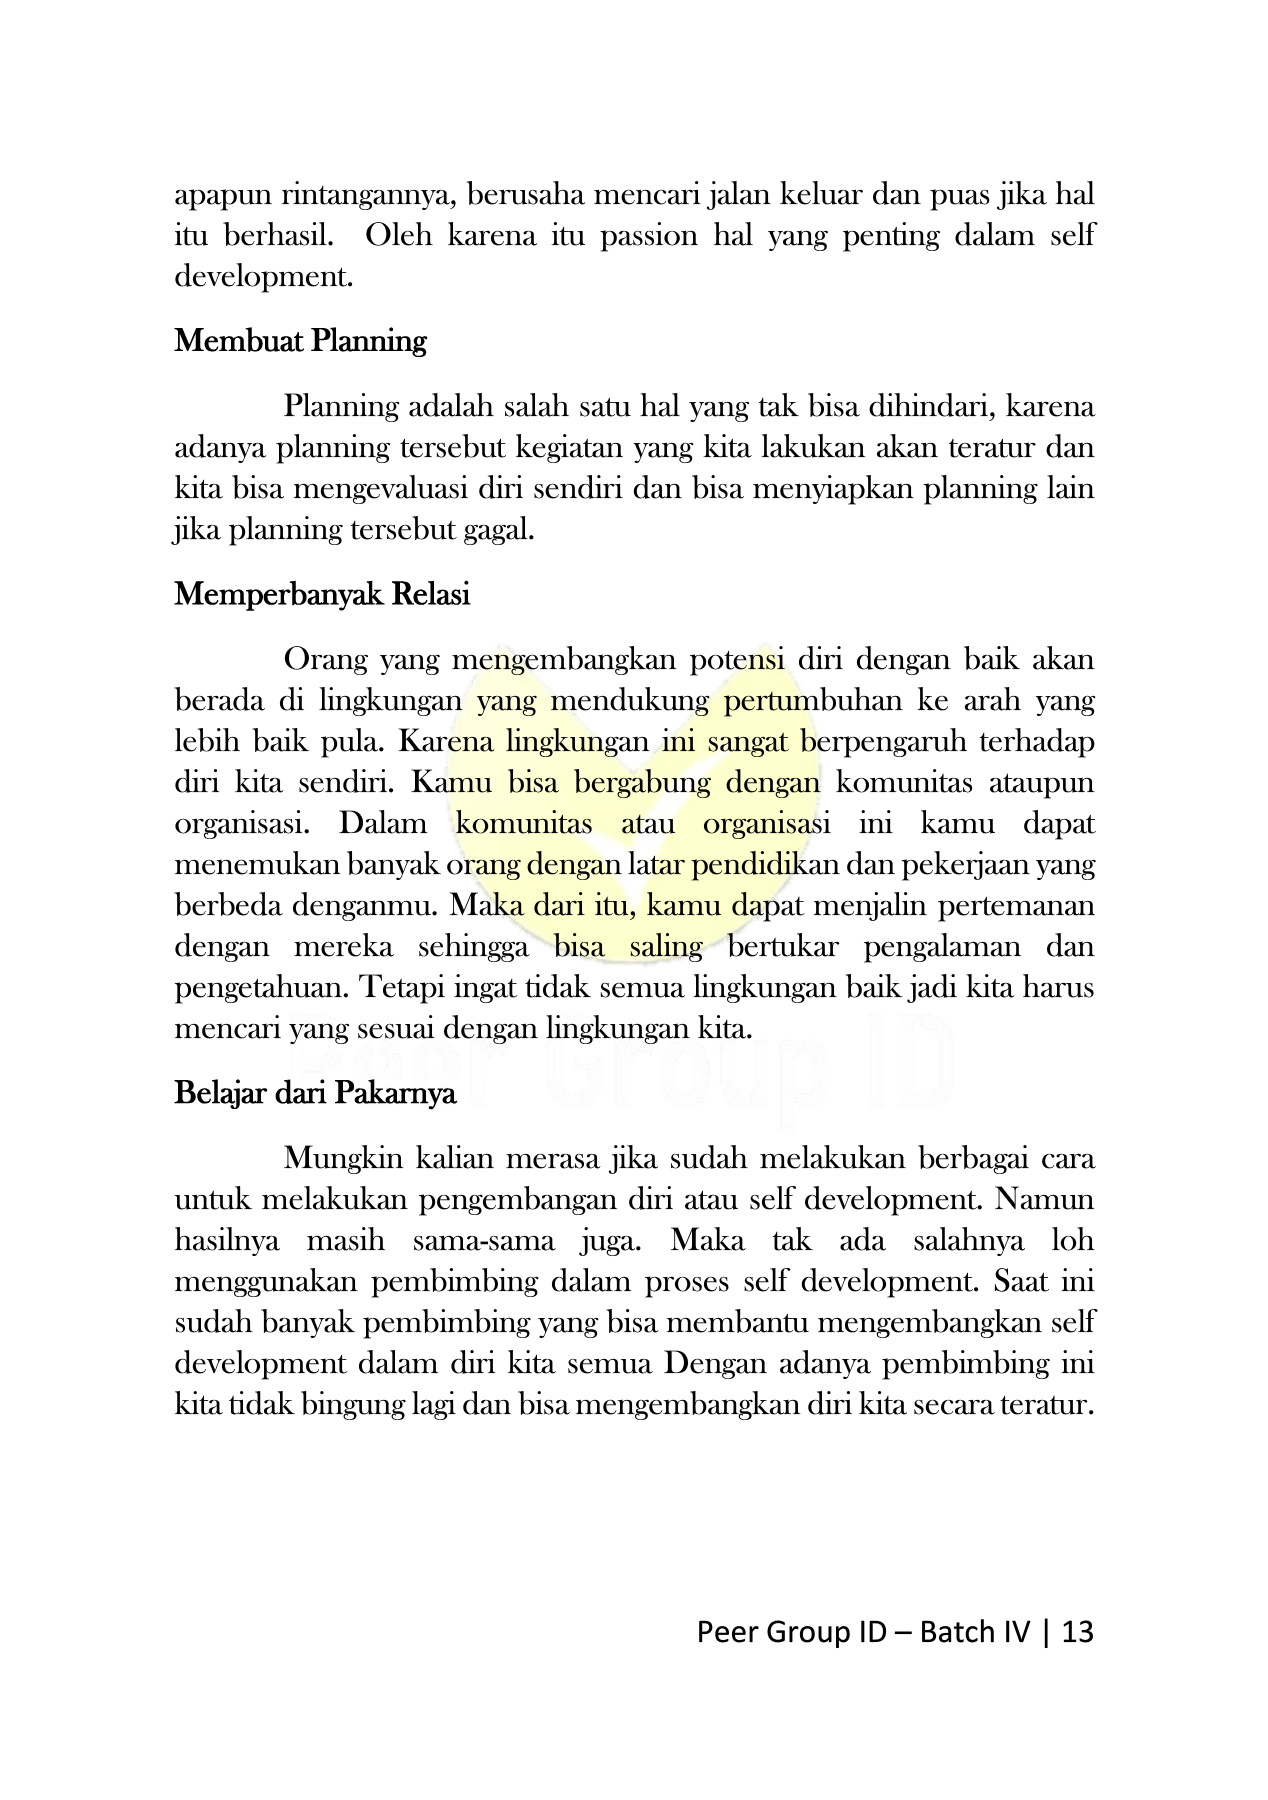 apapun rintangannya, berusaha mencari jalan keluar dan puas jika hal
itu berhasil. Oleh karena itu passion hal yang penting dalam self
development.
Membuat Planning
Planning adalah salah satu hal yang tak bisa dihindari, karena
adanya planning tersebut kegiatan yang kita lakukan akan teratur dan
kita bisa mengevaluasi diri sendiri dan bisa menyiapkan planning lain
jika planning tersebut gagal.
Memperbanyak Relasi
Orang yang mengembangkan potensi diri dengan baik akan
berada di lingkungan yang mendukung pertumbuhan ke arah yang
lebih baik pula. Karena lingkungan ini sangat berpengaruh terhadap
diri kita sendiri. Kamu bisa bergabung dengan komunitas ataupun
organisasi. Dalam komunitas atau organisasi ini kamu dapat
menemukan banyak orang dengan latar pendidikan dan pekerjaan yang
berbeda denganmu. Maka dari itu, kamu dapat menjalin pertemanan
dengan mereka sehingga bisa saling bertukar pengalaman dan
pengetahuan. Tetapi ingat tidak semua lingkungan baik jadi kita harus
mencari yang sesuai dengan lingkungan kita.
Peer Group ID
Belajar dari Pakarnya
Mungkin kalian merasa jika sudah melakukan berbagai cara
untuk melakukan pengembangan diri atau self development. Namun
hasilnya masih sama-sama juga. Maka tak ada salahnya loh
menggunakan pembimbing dalam proses self development. Saat ini
sudah banyak pembimbing yang bisa membantu mengembangkan self
development dalam diri kita semua Dengan adanya pembimbing ini
kita tidak bingung lagi dan bisa mengembangkan diri kita secara teratur.
Peer Group ID – Batch IV | 13